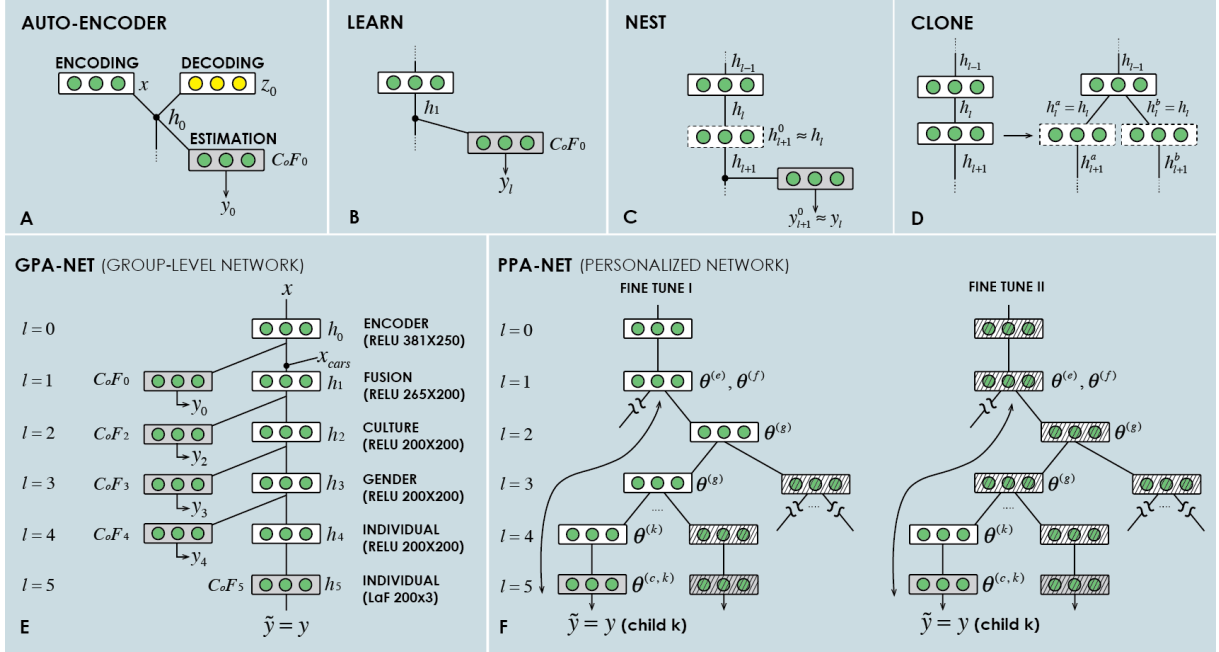 AUTO-ENCODER
ENCODING
DECODING
x
z₀
h₀
ESTIMATION
CₒF₀
y₀
A
LEARN
h₁
CₒF₀
yₗ
B
NEST
hₗ₋₁
hₗ
h⁰ₗ₊₁ ≈ hₗ
hₗ₊₁
y⁰ₗ₊₁ ≈ yₗ
C
CLONE
hₗ₋₁
hₗ
hₗ₊₁
hₗ₋₁
hₗᵃ = hₗ
hₗᵇ = hₗ
hᵃₗ₊₁
hᵇₗ₊₁
D
GPA-NET (GROUP-LEVEL NETWORK)
x
l = 0
h₀
ENCODER
(RELU 381X250)
x_cars
l = 1
CₒF₀
h₁
FUSION
(RELU 265X200)
y₀
l = 2
CₒF₂
h₂
CULTURE
(RELU 200X200)
y₂
l = 3
CₒF₃
h₃
GENDER
(RELU 200X200)
y₃
l = 4
CₒF₄
h₄
INDIVIDUAL
(RELU 200X200)
y₄
l = 5
CₒF₅
h₅
INDIVIDUAL
(LaF 200x3)
ỹ = y
E
PPA-NET (PERSONALIZED NETWORK)
FINE TUNE I
FINE TUNE II
l = 0
l = 1
θ⁽ᵉ⁾, θ⁽ᶠ⁾
θ⁽ᵉ⁾, θ⁽ᶠ⁾
l = 2
θ⁽ᵍ⁾
θ⁽ᵍ⁾
l = 3
θ⁽ᵍ⁾
θ⁽ᵍ⁾
....
....
....
....
l = 4
θ⁽ᵏ⁾
θ⁽ᵏ⁾
l = 5
θ⁽ᶜ, ᵏ⁾
θ⁽ᶜ, ᵏ⁾
ỹ = y (child k)
ỹ = y (child k)
F